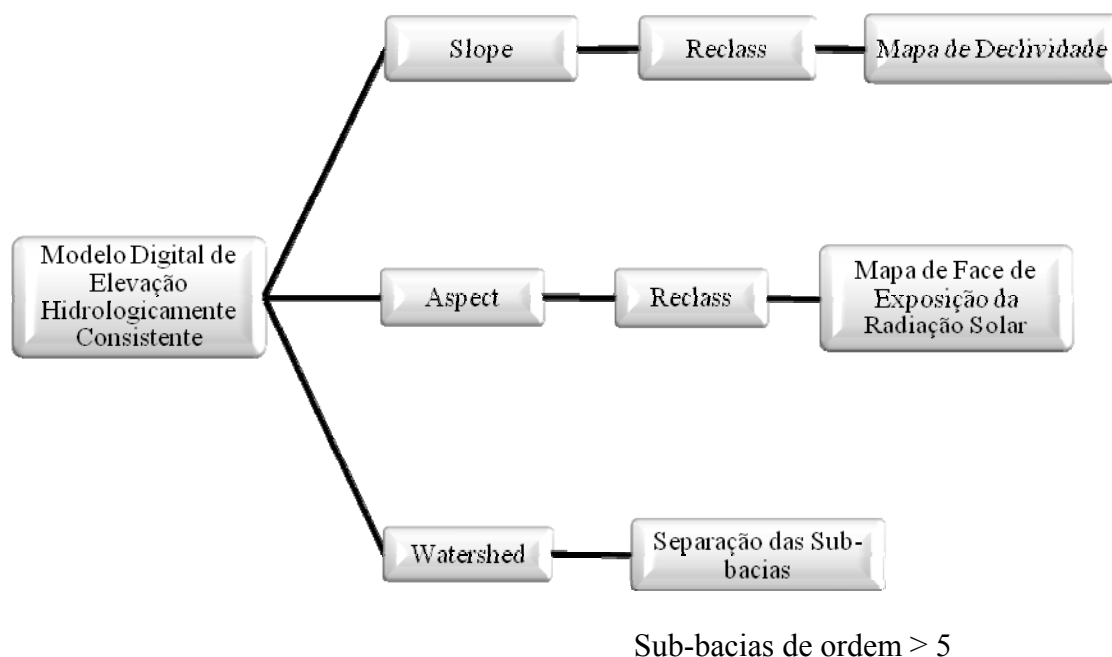 Slope
Reclass
Mapa de Declividade
Modelo Digital de
Elevação
Hidrologicamente
Consistente
Aspect
Reclass
Mapa de Face de
Exposição da
Radiação Solar
Watershed
Separação das Sub-
bacias
Sub-bacias de ordem > 5